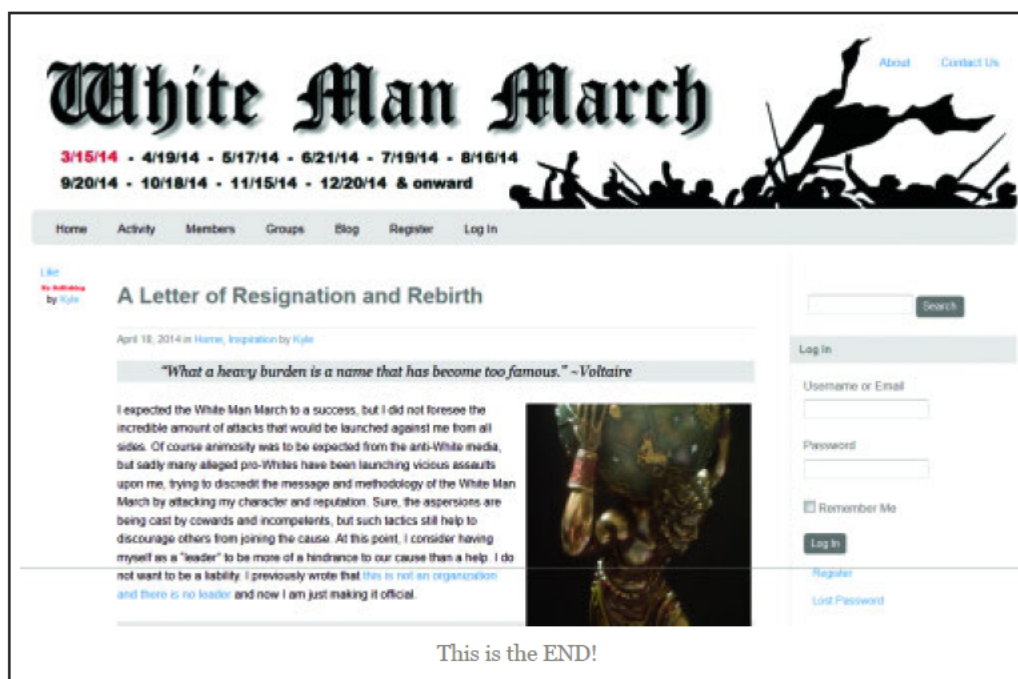 White Man March
About Contact Us
3/15/14 - 4/19/14 - 5/17/14 - 6/21/14 - 7/19/14 - 8/16/14
9/20/14 - 10/18/14 - 11/15/14 - 12/20/14 & onward
Home Activity Members Groups Blog Register Log In
Like
by Kyle
A Letter of Resignation and Rebirth
April 18, 2014 in Home, Inspiration by Kyle
"What a heavy burden is a name that has become too famous." ~Voltaire
I expected the White Man March to a success, but I did not foresee the
incredible amount of attacks that would be launched against me from all
sides. Of course animosity was to be expected from the anti-White media,
but sadly many alleged pro-Whites have been launching vicious assaults
upon me, trying to discredit the message and methodology of the White Man
March by attacking my character and reputation. Sure, the aspersions are
being cast by cowards and incompetents, but such tactics still help to
discourage others from joining the cause. At this point, I consider having
myself as a "leader" to be more of a hindrance to our cause than a help. I do
not want to be a liability. I previously wrote that this is not an organization
and there is no leader and now I am just making it official.
Search
Log In
Username or Email
Password
Remember Me
Log In
Register
Lost Password
This is the END!